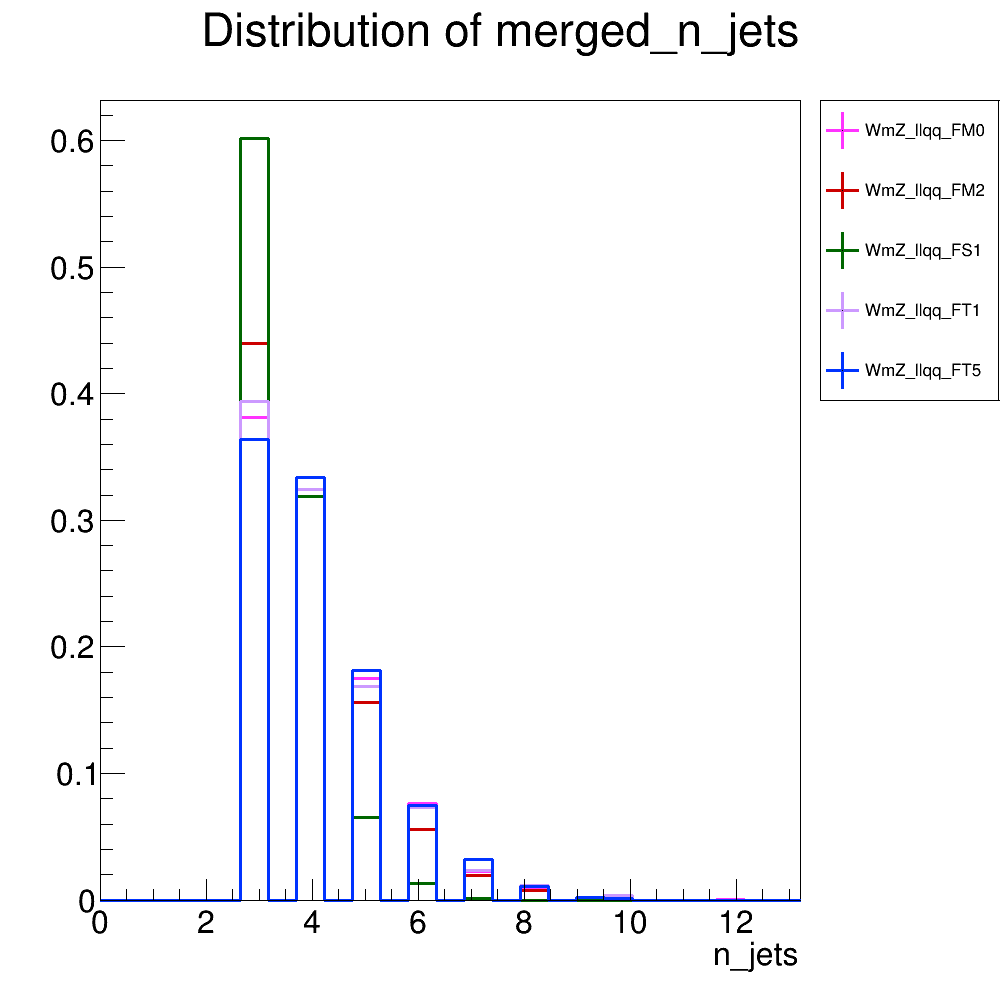 Distribution of merged_n_jets
WmZ_llqq_FM0
WmZ_llqq_FM2
WmZ_llqq_FS1
WmZ_llqq_FT1
WmZ_llqq_FT5
0.6
0.5
0.4
0.3
0.2
0.1
0
0 2 4 6 8 10 12
n_jets